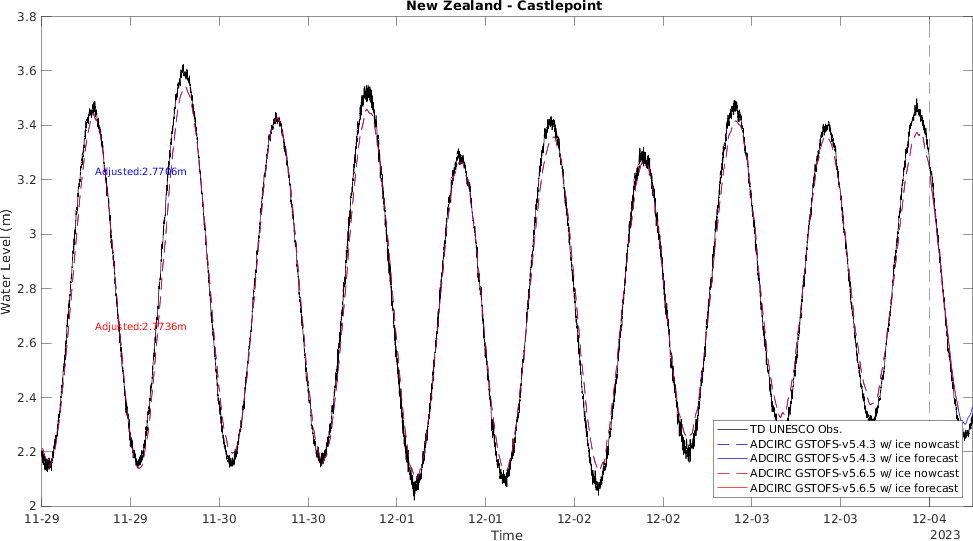 New Zealand - Castlepoint
3.8
3.6
3.4
3.2
3
2.8
2.6
2.4
2.2
2
Water Level (m)
Adjusted:2.7706m
Adjusted:2.7736m
TD UNESCO Obs.
ADCIRC GSTOFS-v5.4.3 w/ ice nowcast
ADCIRC GSTOFS-v5.4.3 w/ ice forecast
ADCIRC GSTOFS-v5.6.5 w/ ice nowcast
ADCIRC GSTOFS-v5.6.5 w/ ice forecast
11-29 11-29 11-30 11-30 12-01 12-01 12-02 12-02 12-03 12-03 12-04
Time
2023